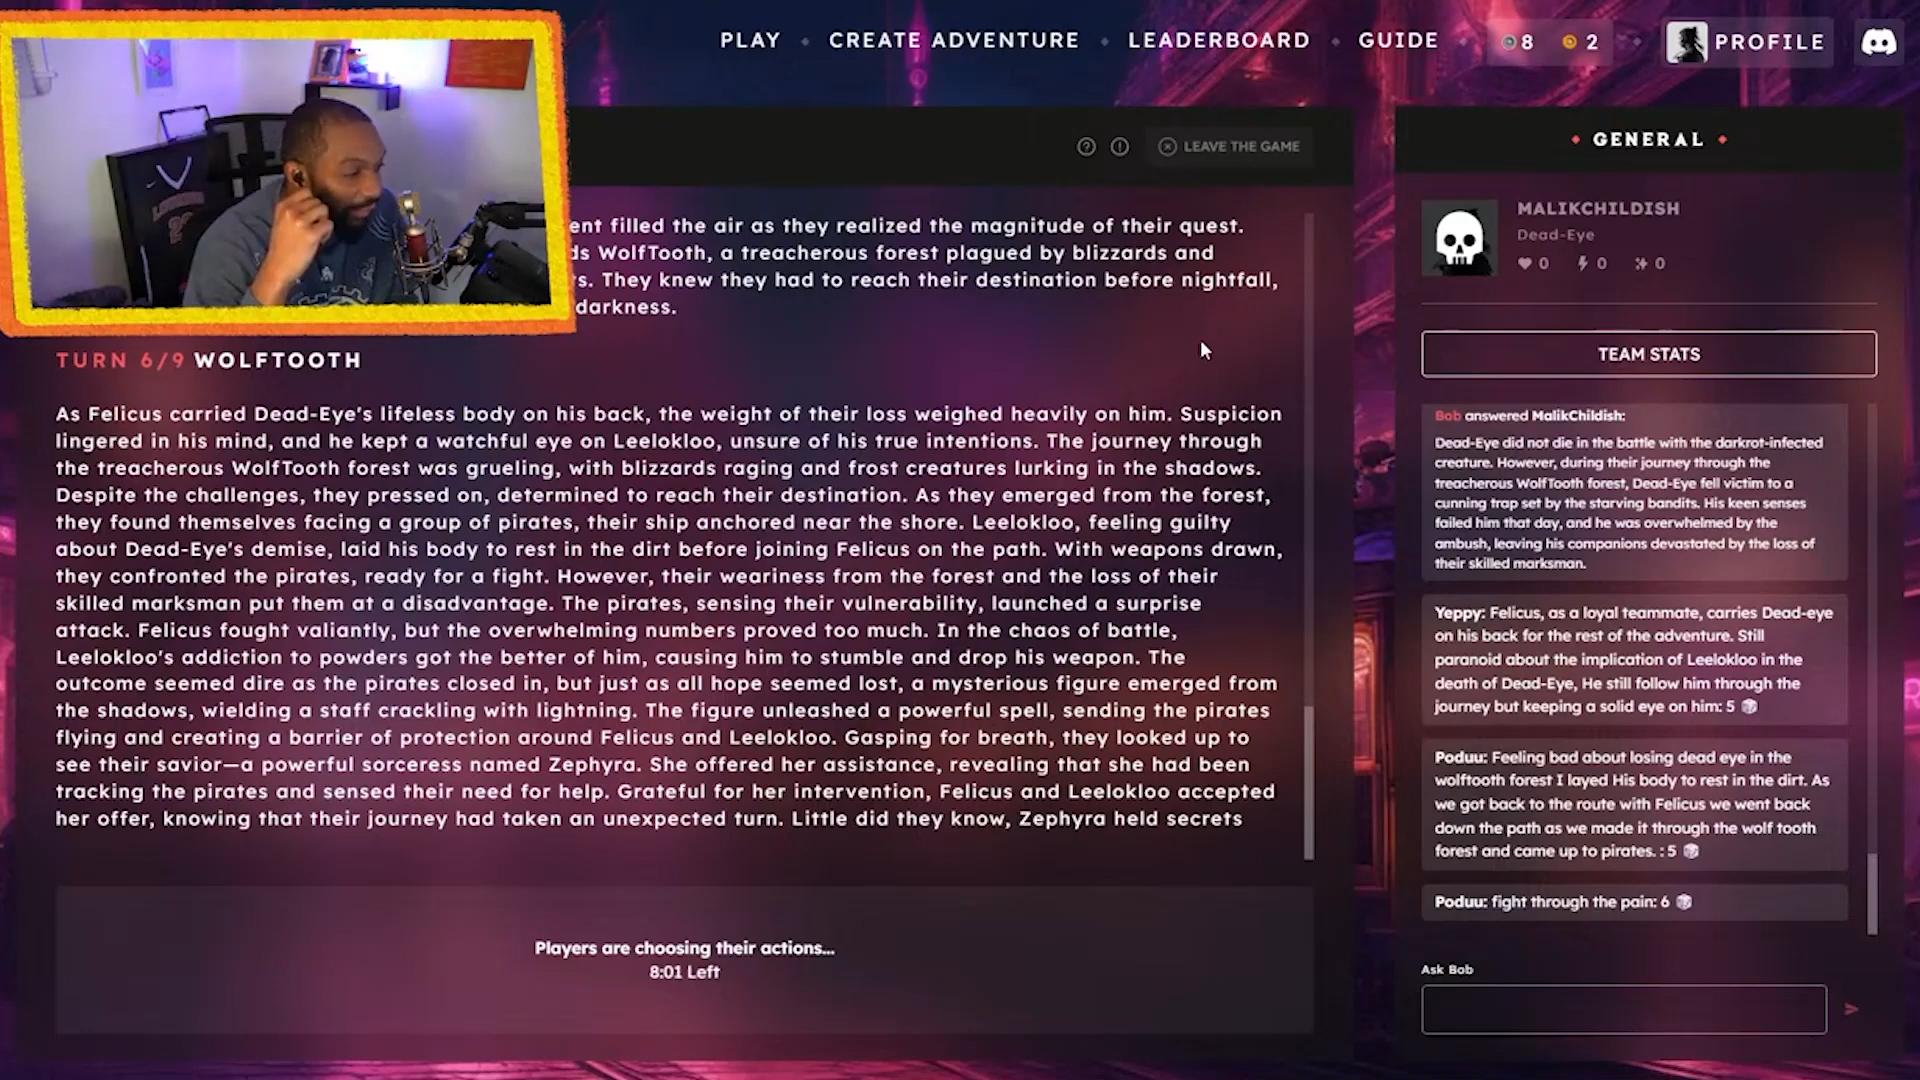 PLAY CREATE ADVENTURE LEADERBOARD GUIDE 8 2 PROFILE
LEAVE THE GAME
ent filled the air as they realized the magnitude of their quest.
ds WolfTooth, a treacherous forest plagued by blizzards and
ts. They knew they had to reach their destination before nightfall,
darkness.
TURN 6/9 WOLFTOOTH
As Felicus carried Dead-Eye's lifeless body on his back, the weight of their loss weighed heavily on him. Suspicion
lingered in his mind, and he kept a watchful eye on Leelokloo, unsure of his true intentions. The journey through
the treacherous WolfTooth forest was grueling, with blizzards raging and frost creatures lurking in the shadows.
Despite the challenges, they pressed on, determined to reach their destination. As they emerged from the forest,
they found themselves facing a group of pirates, their ship anchored near the shore. Leelokloo, feeling guilty
about Dead-Eye's demise, laid his body to rest in the dirt before joining Felicus on the path. With weapons drawn,
they confronted the pirates, ready for a fight. However, their weariness from the forest and the loss of their
skilled marksman put them at a disadvantage. The pirates, sensing their vulnerability, launched a surprise
attack. Felicus fought valiantly, but the overwhelming numbers proved too much. In the chaos of battle,
Leelokloo's addiction to powders got the better of him, causing him to stumble and drop his weapon. The
outcome seemed dire as the pirates closed in, but just as all hope seemed lost, a mysterious figure emerged from
the shadows, wielding a staff crackling with lightning. The figure unleashed a powerful spell, sending the pirates
flying and creating a barrier of protection around Felicus and Leelokloo. Gasping for breath, they looked up to
see their savior—a powerful sorceress named Zephyra. She offered her assistance, revealing that she had been
tracking the pirates and sensed their need for help. Grateful for her intervention, Felicus and Leelokloo accepted
her offer, knowing that their journey had taken an unexpected turn. Little did they know, Zephyra held secrets
Players are choosing their actions...
8:01 Left
GENERAL
MALIKCHILDISH
Dead-Eye
0 0 0
TEAM STATS
Bob answered MalikChildish:
Dead-Eye did not die in the battle with the darkrot-infected
creature. However, during their journey through the
treacherous WolfTooth forest, Dead-Eye fell victim to a
cunning trap set by the starving bandits. His keen senses
failed him that day, and he was overwhelmed by the
ambush, leaving his companions devastated by the loss of
their skilled marksman.
Yeppy: Felicus, as a loyal teammate, carries Dead-eye
on his back for the rest of the adventure. Still
paranoid about the implication of Leelokloo in the
death of Dead-Eye, He still follow him through the
journey but keeping a solid eye on him: 5
Poduu: Feeling bad about losing dead eye in the
wolftooth forest I layed His body to rest in the dirt. As
we got back to the route with Felicus we went back
down the path as we made it through the wolf tooth
forest and came up to pirates. : 5
Poduu: fight through the pain: 6
Ask Bob